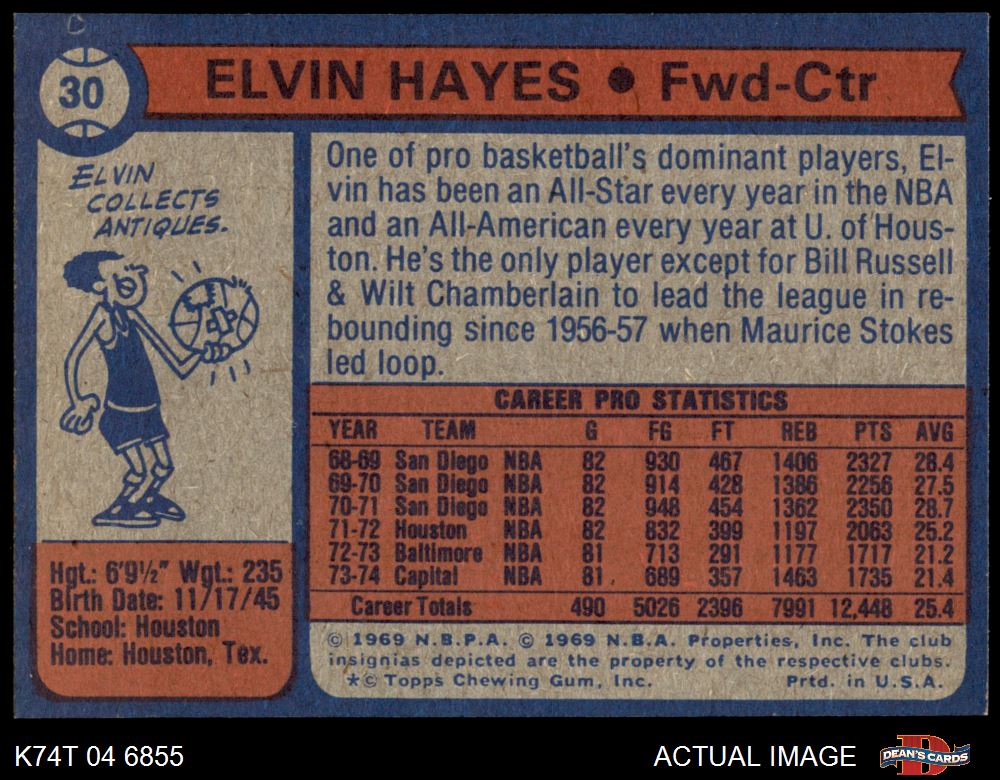 30
ELVIN HAYES • Fwd-Ctr
ELVIN
COLLECTS
ANTIQUES.
One of pro basketball's dominant players, El-
vin has been an All-Star every year in the NBA
and an All-American every year at U. of Hous-
ton. He's the only player except for Bill Russell
& Wilt Chamberlain to lead the league in re-
bounding since 1956-57 when Maurice Stokes
led loop.
CAREER PRO STATISTICS
YEAR TEAM G FG FT REB PTS AVG
68-69 San Diego NBA 82 930 467 1406 2327 28.4
69-70 San Diego NBA 82 914 428 1386 2256 27.5
70-71 San Diego NBA 82 948 454 1362 2350 28.7
71-72 Houston NBA 82 832 399 1197 2063 25.2
72-73 Baltimore NBA 81 713 291 1177 1717 21.2
73-74 Capital NBA 81 689 357 1463 1735 21.4
Career Totals 490 5026 2396 7991 12,448 25.4
Hgt.: 6'9½" Wgt.: 235
Birth Date: 11/17/45
School: Houston
Home: Houston, Tex.
© 1969 N.B.P.A. © 1969 N.B.A. Properties, Inc. The club
insignias depicted are the property of the respective clubs.
*© Topps Chewing Gum, Inc. Prtd. in U.S.A.
K74T 04 6855
ACTUAL IMAGE
DEAN'S CARDS